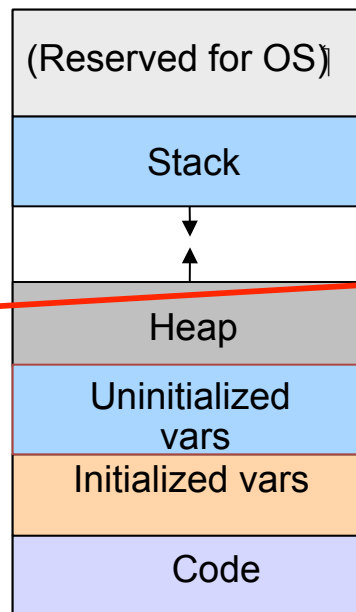 (Reserved for OS)
Stack
Heap
Uninitialized
vars
Initialized vars
Code